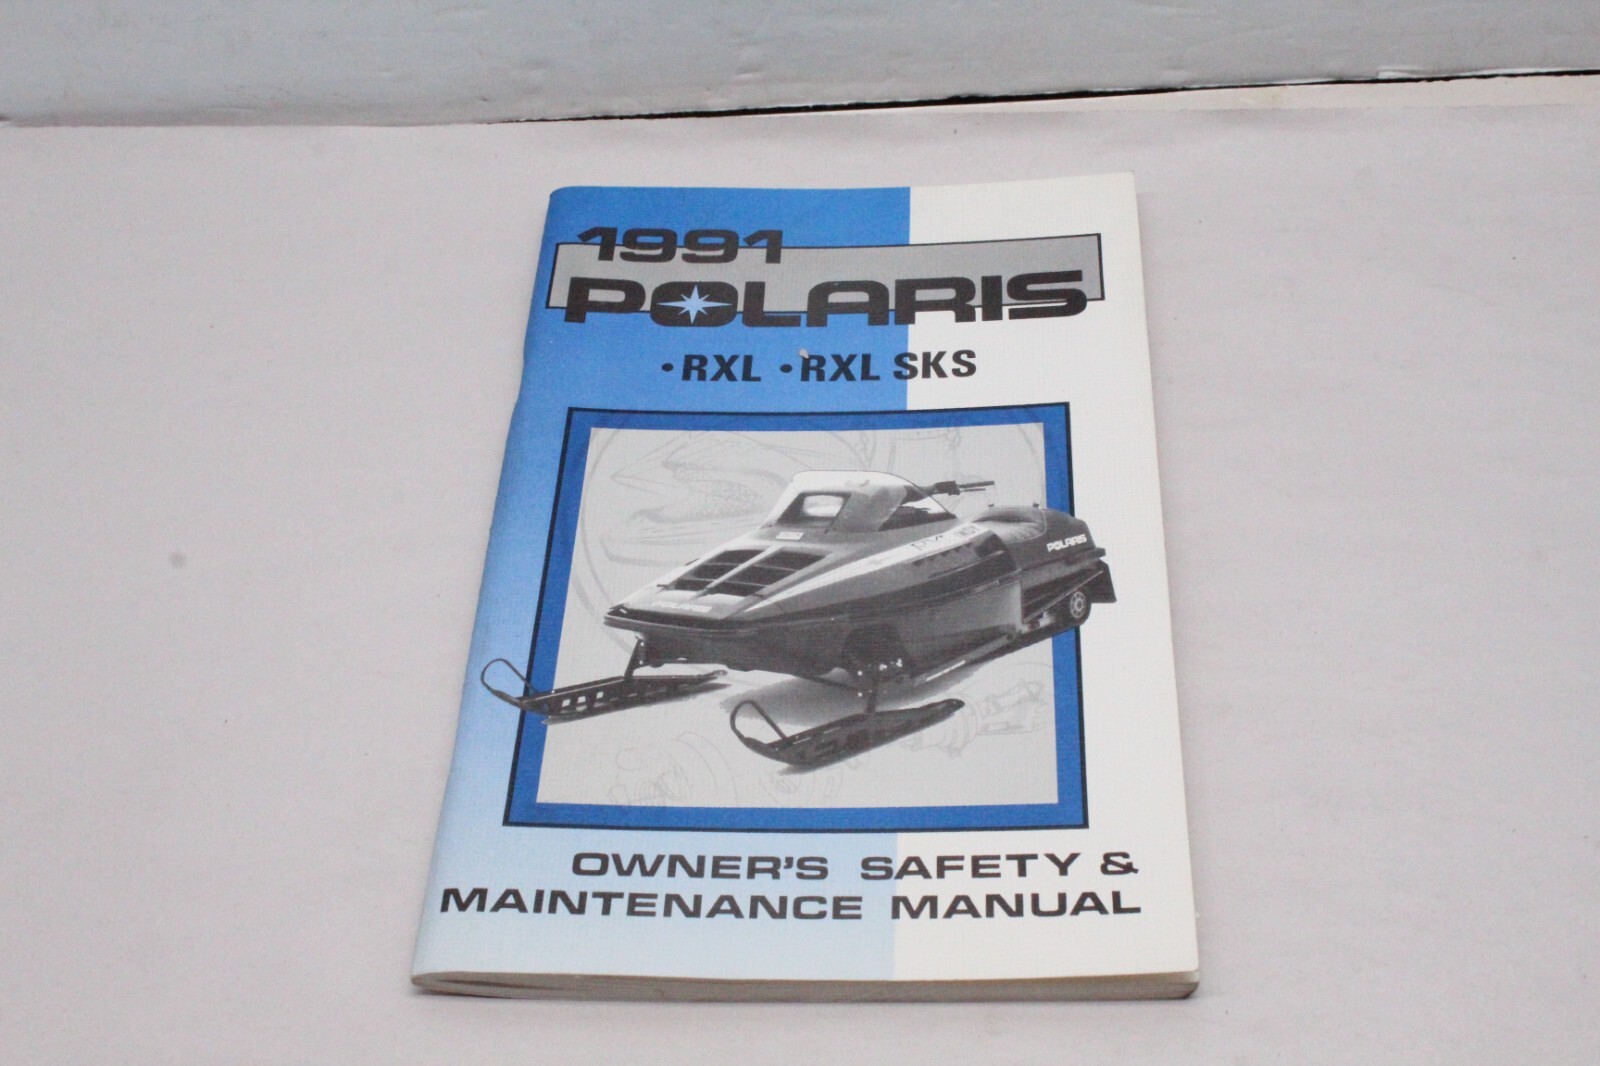 1991
POLARIS
•RXL •RXL SKS
POLARIS
POLARIS
OWNER'S SAFETY &
MAINTENANCE MANUAL